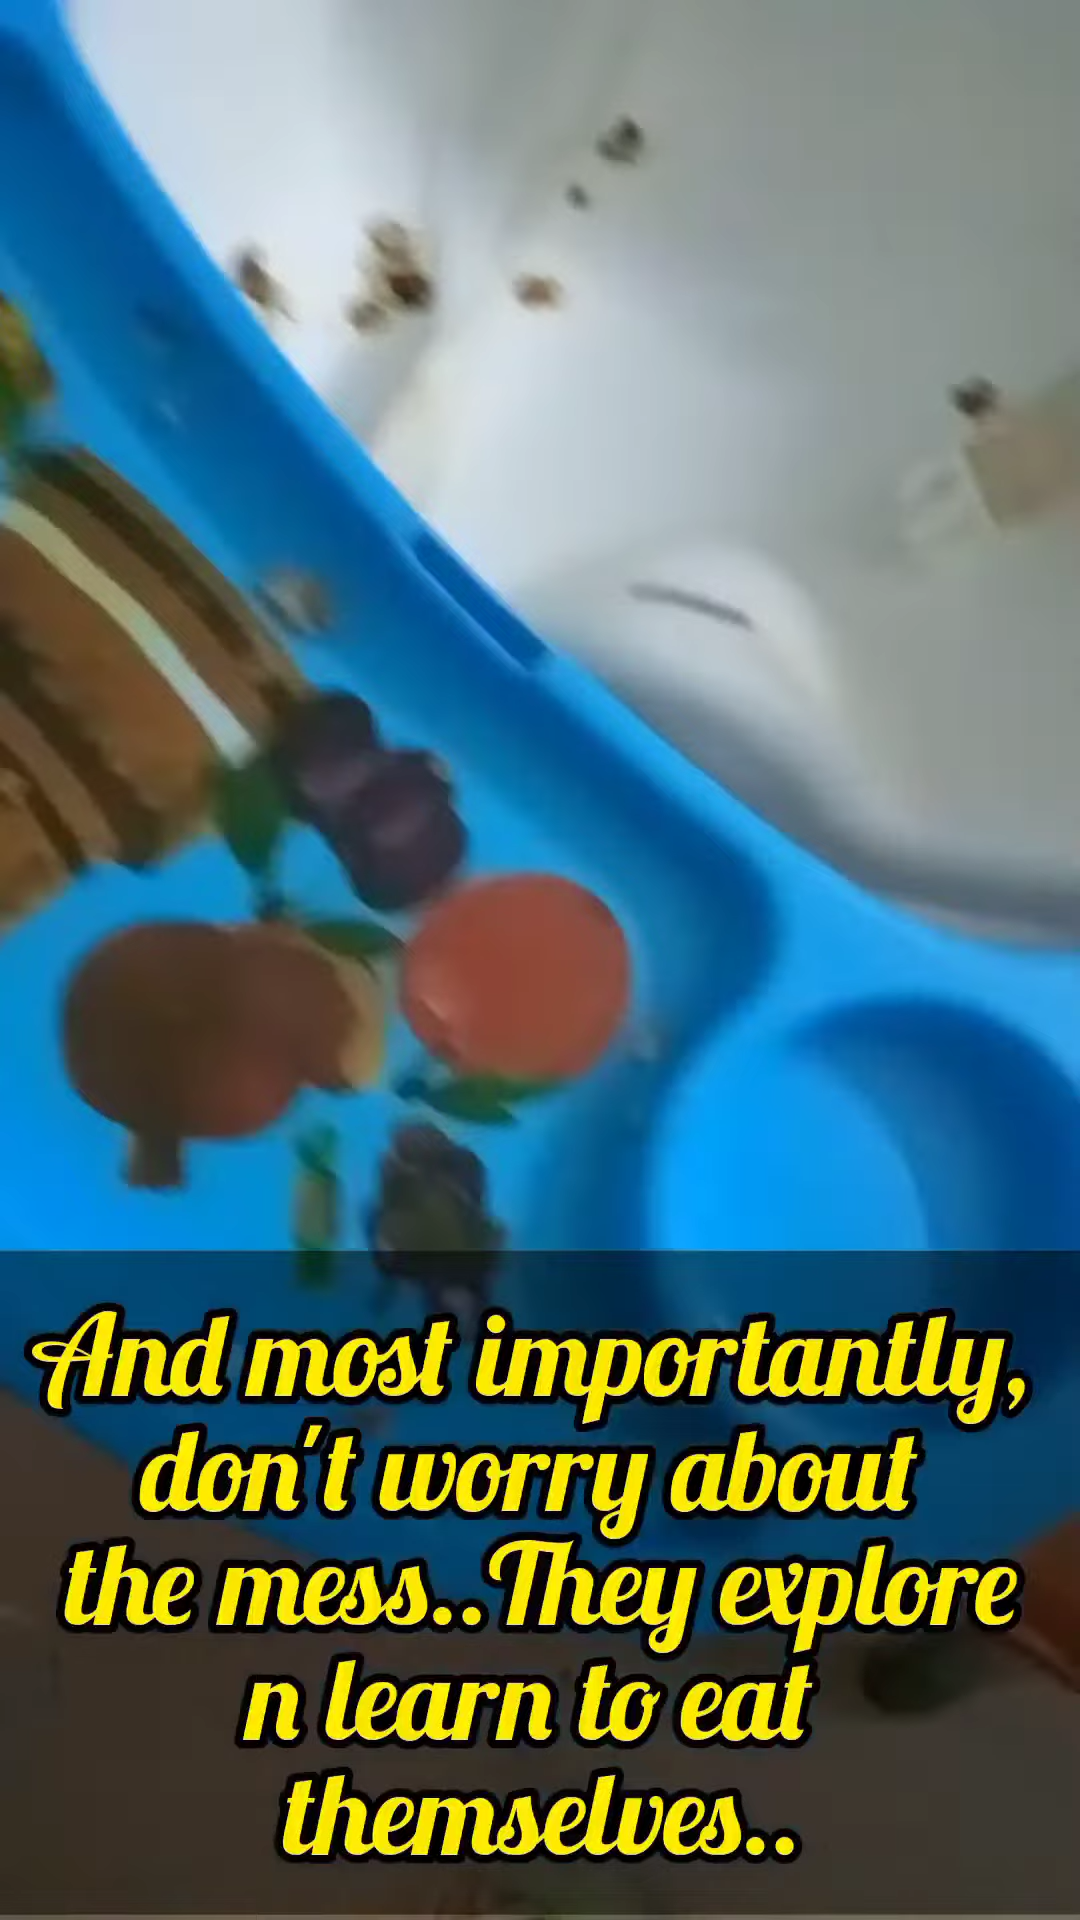 And most importantly,
don't worry about
the mess..They explore
n learn to eat
themselves..